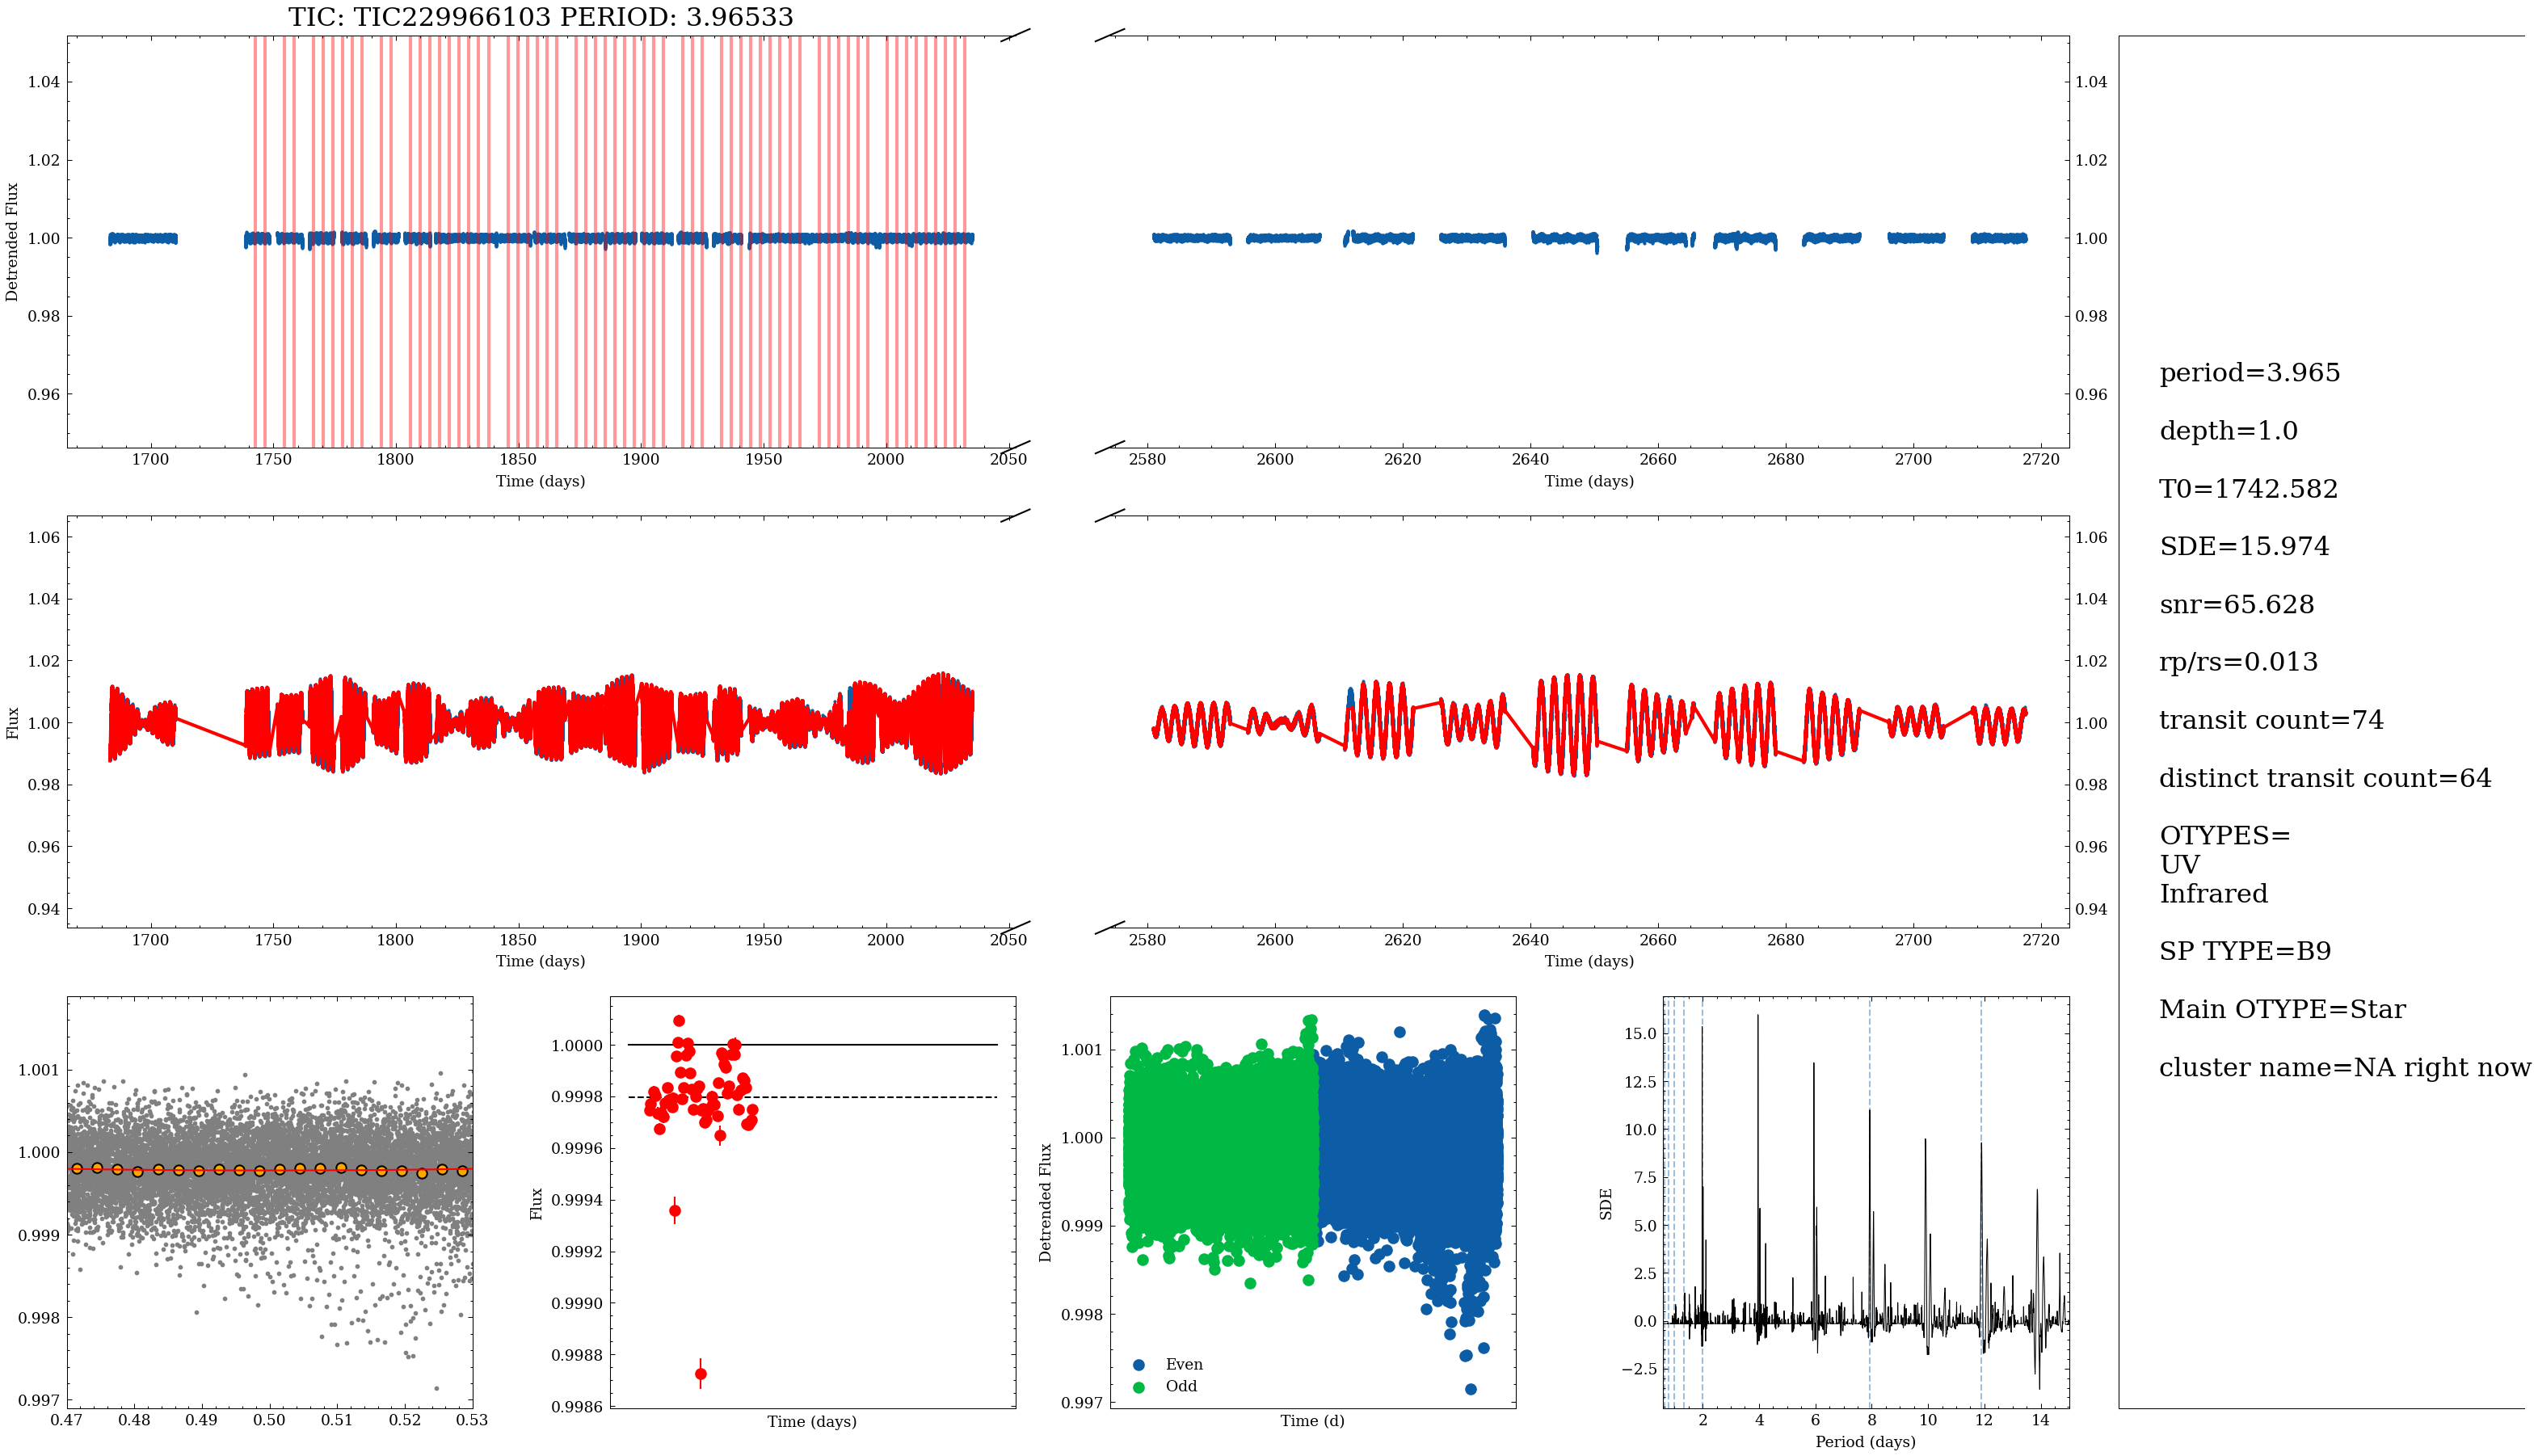 TIC: TIC229966103 PERIOD: 3.96533
1.04
1.02
1.00
0.98
0.96
Detrended Flux
1700 1750 1800 1850 1900 1950 2000 2050
Time (days)
1.04
1.02
1.00
0.98
0.96
2580 2600 2620 2640 2660 2680 2700 2720
Time (days)
1.06
1.04
1.02
1.00
0.98
0.96
0.94
Flux
1700 1750 1800 1850 1900 1950 2000 2050
Time (days)
1.06
1.04
1.02
1.00
0.98
0.96
0.94
2580 2600 2620 2640 2660 2680 2700 2720
Time (days)
1.001
1.000
0.999
0.998
0.997
0.47 0.48 0.49 0.50 0.51 0.52 0.53
1.0000
0.9998
0.9996
0.9994
0.9992
0.9990
0.9988
0.9986
Flux
Time (days)
1.001
1.000
0.999
0.998
0.997
Detrended Flux
Even
Odd
Time (d)
15.0
12.5
10.0
7.5
5.0
2.5
0.0
−2.5
SDE
2 4 6 8 10 12 14
Period (days)
period=3.965
depth=1.0
T0=1742.582
SDE=15.974
snr=65.628
rp/rs=0.013
transit count=74
distinct transit count=64
OTYPES=
UV
Infrared
SP TYPE=B9
Main OTYPE=Star
cluster name=NA right now